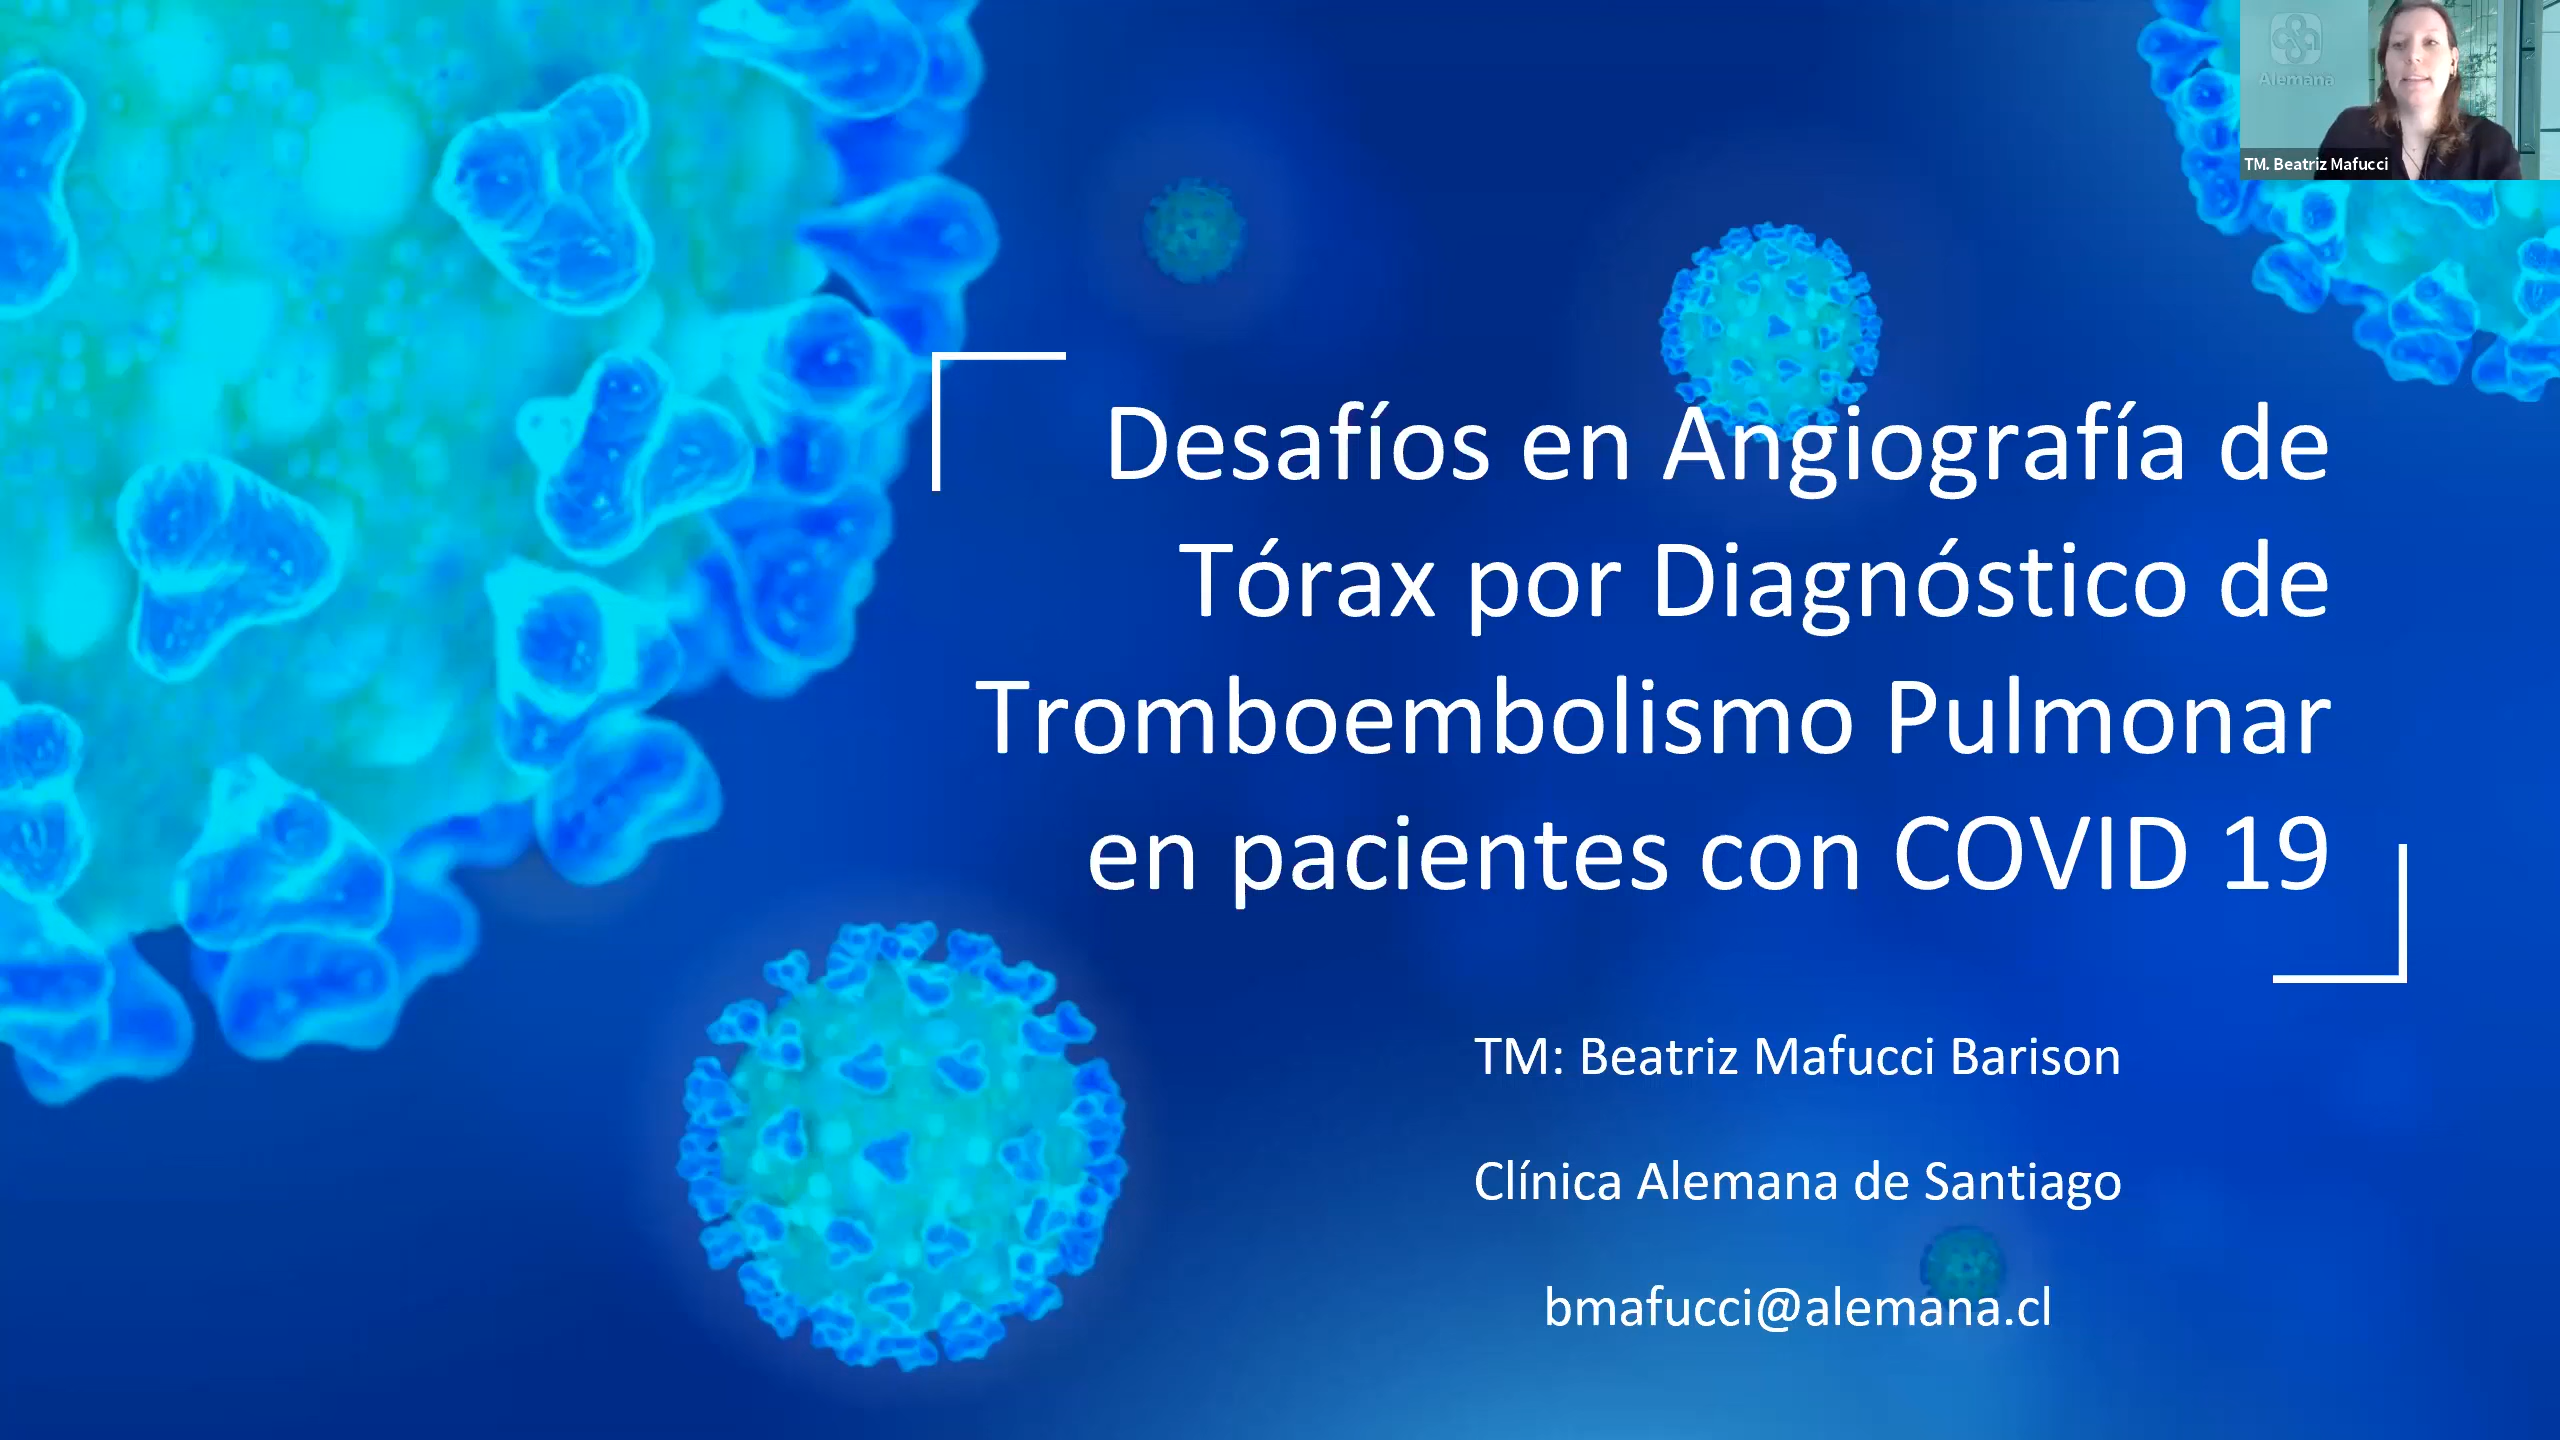 Alemana
TM. Beatriz Mafucci
Desafíos en Angiografía de
Tórax por Diagnóstico de
Tromboembolismo Pulmonar
en pacientes con COVID 19
TM: Beatriz Mafucci Barison
Clínica Alemana de Santiago
bmafucci@alemana.cl